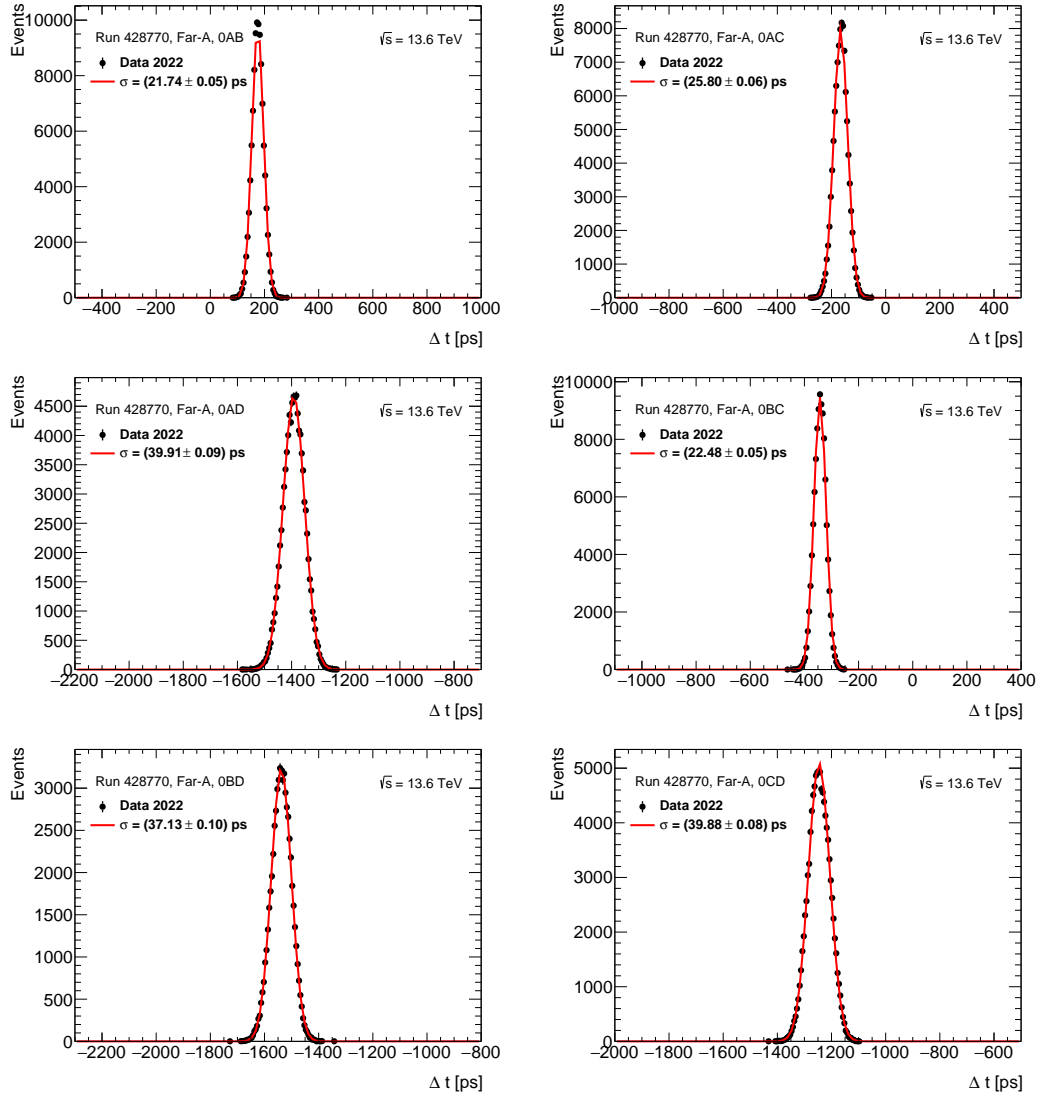 Events
10000
8000
6000
4000
2000
0
Run 428770, Far-A, 0AB
√s = 13.6 TeV
Data 2022
σ = (21.74 ± 0.05) ps
−400 −200 0 200 400 600 800 1000
Δ t [ps]
Events
8000
7000
6000
5000
4000
3000
2000
1000
0
Run 428770, Far-A, 0AC
√s = 13.6 TeV
Data 2022
σ = (25.80 ± 0.06) ps
−1000 −800 −600 −400 −200 0 200 400
Δ t [ps]
Events
4500
4000
3500
3000
2500
2000
1500
1000
500
0
Run 428770, Far-A, 0AD
√s = 13.6 TeV
Data 2022
σ = (39.91 ± 0.09) ps
−2200 −2000 −1800 −1600 −1400 −1200 −1000 −800
Δ t [ps]
Events
10000
8000
6000
4000
2000
0
Run 428770, Far-A, 0BC
√s = 13.6 TeV
Data 2022
σ = (22.48 ± 0.05) ps
−1000 −800 −600 −400 −200 0 200 400
Δ t [ps]
Events
3000
2500
2000
1500
1000
500
0
Run 428770, Far-A, 0BD
√s = 13.6 TeV
Data 2022
σ = (37.13 ± 0.10) ps
−2200 −2000 −1800 −1600 −1400 −1200 −1000 −800
Δ t [ps]
Events
5000
4000
3000
2000
1000
0
Run 428770, Far-A, 0CD
√s = 13.6 TeV
Data 2022
σ = (39.88 ± 0.08) ps
−2000 −1800 −1600 −1400 −1200 −1000 −800 −600
Δ t [ps]